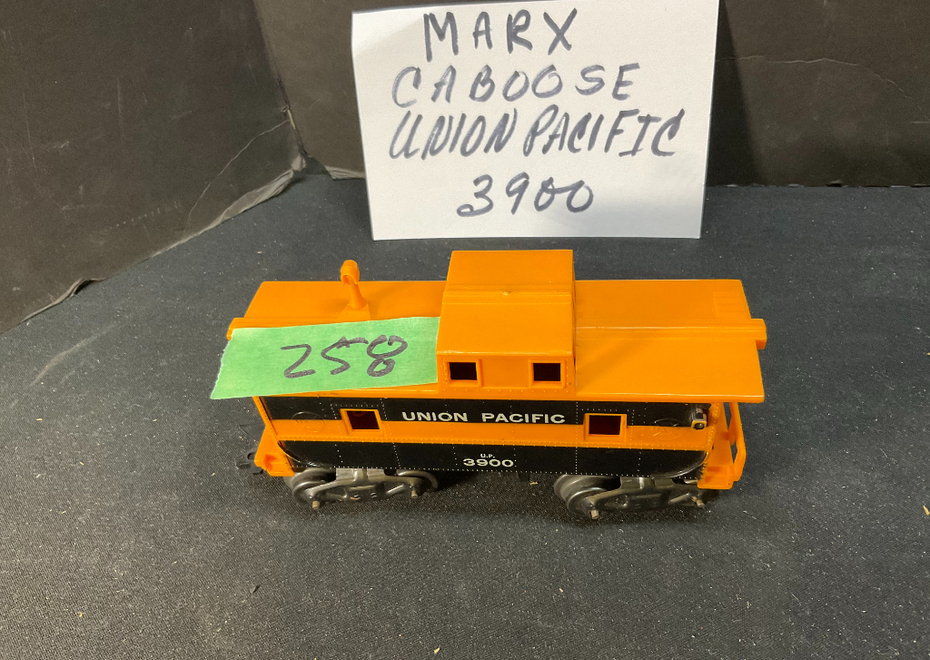 MARX
CABOOSE
UNION PACIFIC
3900
258
UNION PACIFIC
U.P.
3900